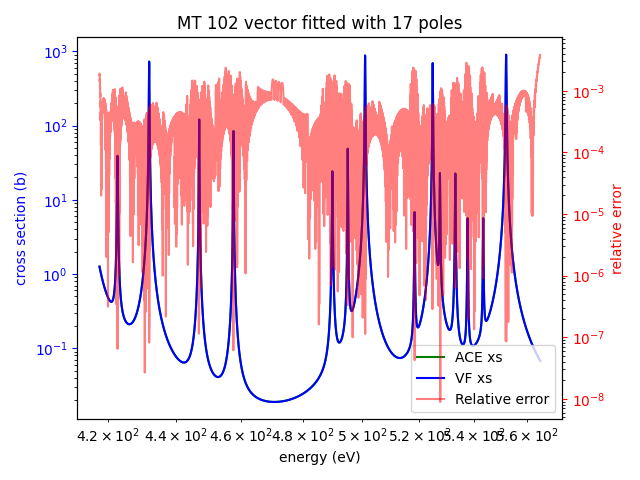 MT 102 vector fitted with 17 poles
10³
10²
10¹
10⁰
10⁻¹
cross section (b)
10⁻³
10⁻⁴
10⁻⁵
10⁻⁶
10⁻⁷
10⁻⁸
relative error
ACE xs
VF xs
Relative error
4.2 × 10² 4.4 × 10² 4.6 × 10² 4.8 × 10² 5 × 10² 5.2 × 10² 5.4 × 10² 5.6 × 10²
energy (eV)